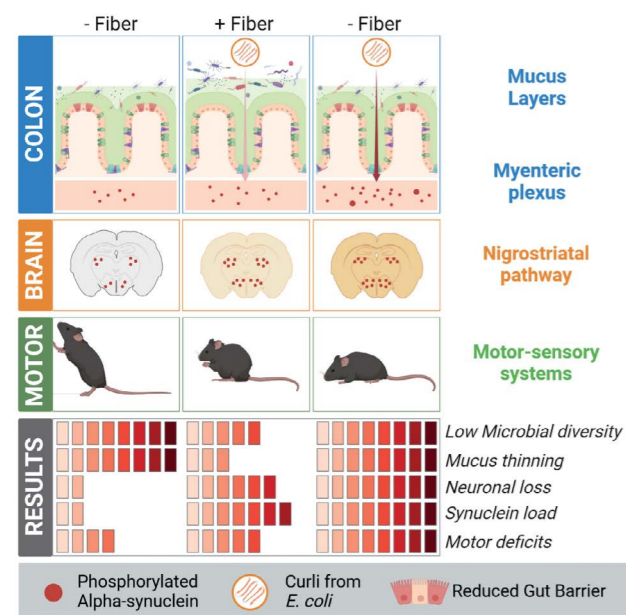 - Fiber
+ Fiber
- Fiber
COLON
Mucus
Layers
Myenteric
plexus
BRAIN
Nigrostriatal
pathway
MOTOR
Motor-sensory
systems
RESULTS
Low Microbial diversity
Mucus thinning
Neuronal loss
Synuclein load
Motor deficits
Phosphorylated
Alpha-synuclein
Curli from
E. coli
Reduced Gut Barrier